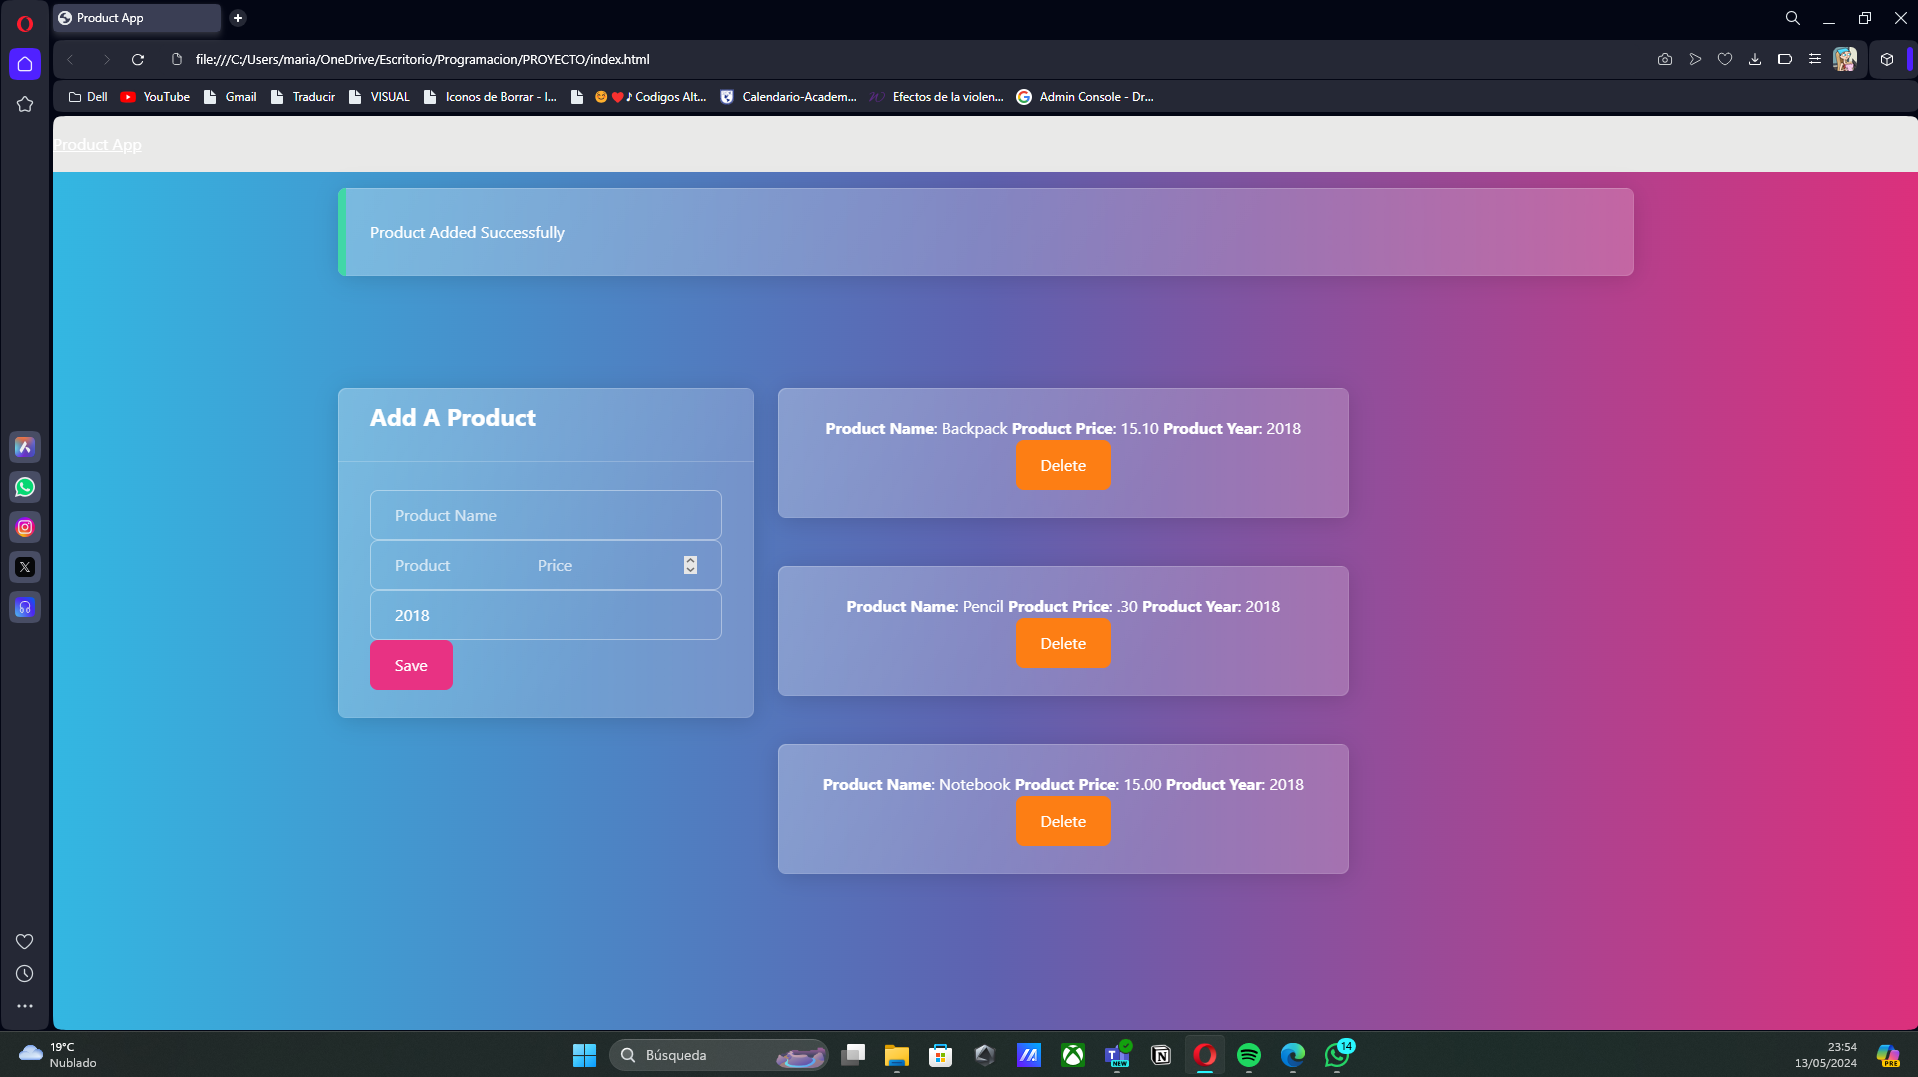 Product App
file:///C:/Users/maria/OneDrive/Escritorio/Programacion/PROYECTO/index.html
Dell YouTube Gmail Traducir VISUAL Iconos de Borrar - I... Codigos Alt... Calendario-Academ... Efectos de la violen... Admin Console - Dr...
Product App
Product Added Successfully
Add A Product
Product Name
Product Price
2018
Save
Product Name: Backpack Product Price: 15.10 Product Year: 2018
Delete
Product Name: Pencil Product Price: .30 Product Year: 2018
Delete
Product Name: Notebook Product Price: 15.00 Product Year: 2018
Delete
19°C
Nublado
Búsqueda
NEW
14
23:54
13/05/2024
PRE